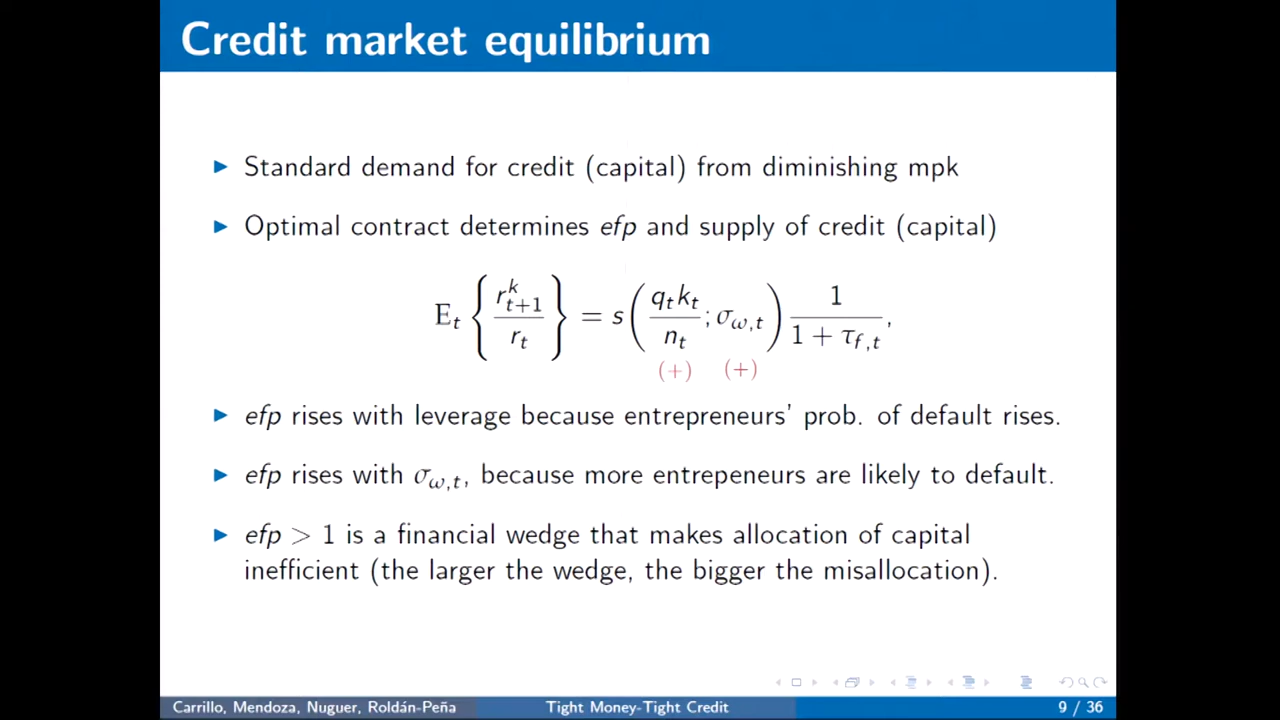 Credit market equilibrium
Standard demand for credit (capital) from diminishing mpk
Optimal contract determines efp and supply of credit (capital)
E_t { r^k_{t+1} / r_t } = s ( q_t k_t / n_t ; σ_{ω,t} ) 1 / (1 + τ_{f,t}) ,
(+) (+)
efp rises with leverage because entrepreneurs' prob. of default rises.
efp rises with σ_{ω,t}, because more entrepeneurs are likely to default.
efp > 1 is a financial wedge that makes allocation of capital
inefficient (the larger the wedge, the bigger the misallocation).
Carrillo, Mendoza, Nuguer, Roldán-Peña Tight Money-Tight Credit 9 / 36